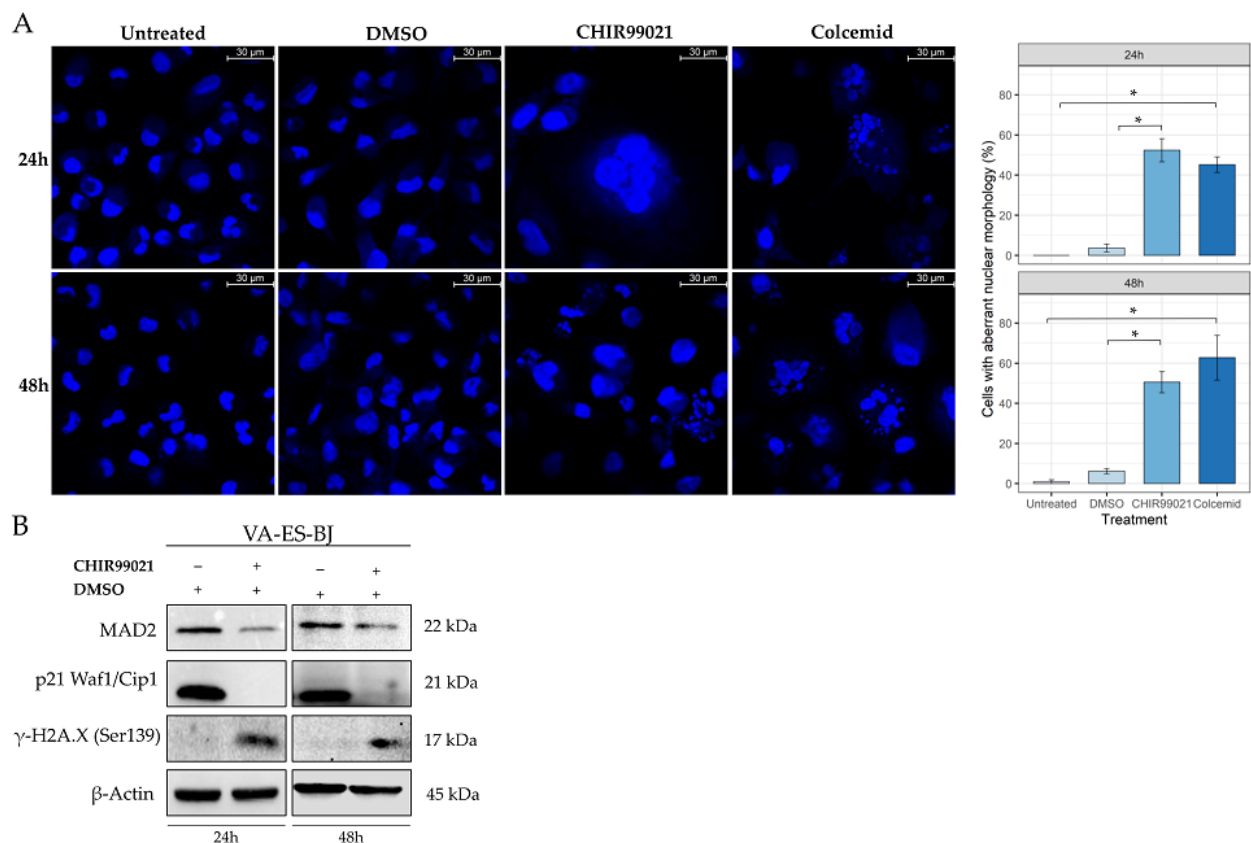 A
Untreated
DMSO
CHIR99021
Colcemid
24h
30 µm
30 µm
30 µm
30 µm
48h
30 µm
30 µm
30 µm
30 µm
Cells with aberrant nuclear morphology (%)
24h
80
60
40
20
0
*
*
48h
80
60
40
20
0
*
*
Untreated DMSO CHIR99021 Colcemid
Treatment
B
VA-ES-BJ
CHIR99021 – + – +
DMSO + + + +
MAD2 22 kDa
p21 Waf1/Cip1 21 kDa
γ-H2A.X (Ser139) 17 kDa
β-Actin 45 kDa
24h 48h